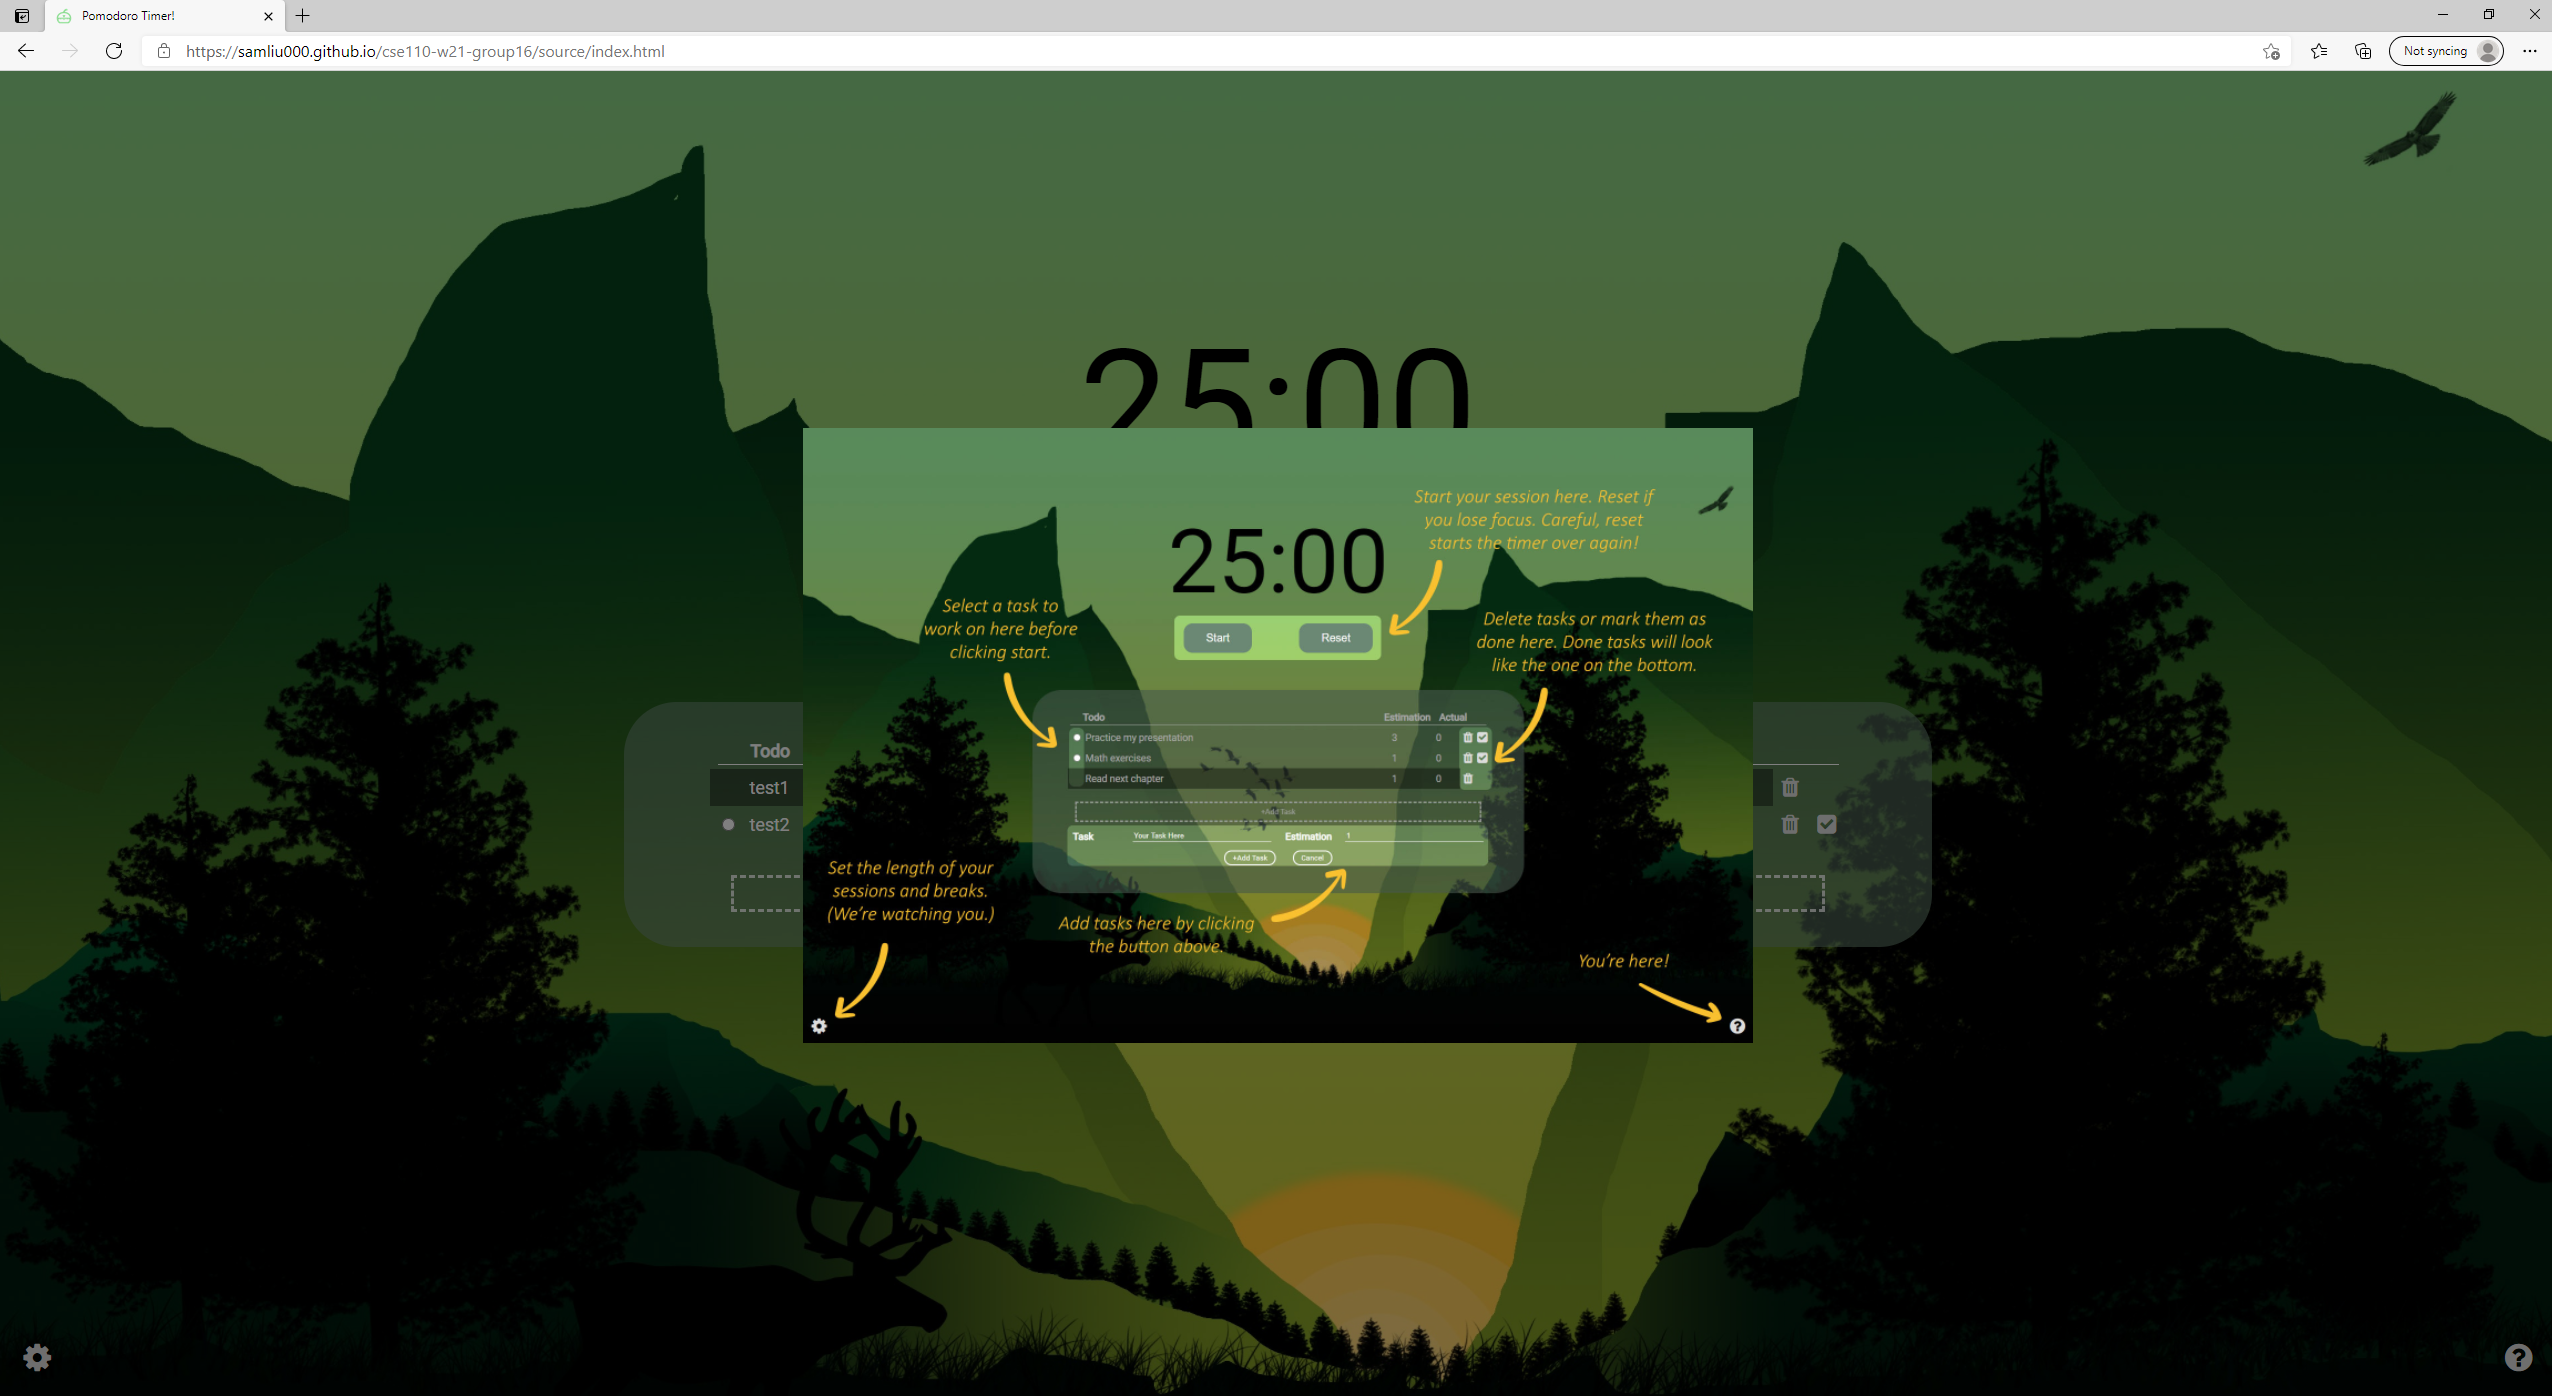 Pomodoro Timer!
https://samliu000.github.io/cse110-w21-group16/source/index.html
Not syncing
25:00
Start your session here. Reset if
you lose focus. Careful, reset
starts the timer over again!
25:00
Select a task to
work on here before
clicking start.
Start Reset
Delete tasks or mark them as
done here. Done tasks will look
like the one on the bottom.
Todo Estimation Actual
Practice my presentation 3 0
Math exercises 1 0
Read next chapter 1 0
+Add Task
Task Your Task Here Estimation 1
+Add Task Cancel
Todo
test1
test2
Set the length of your
sessions and breaks.
(We're watching you.)
Add tasks here by clicking
the button above.
You're here!